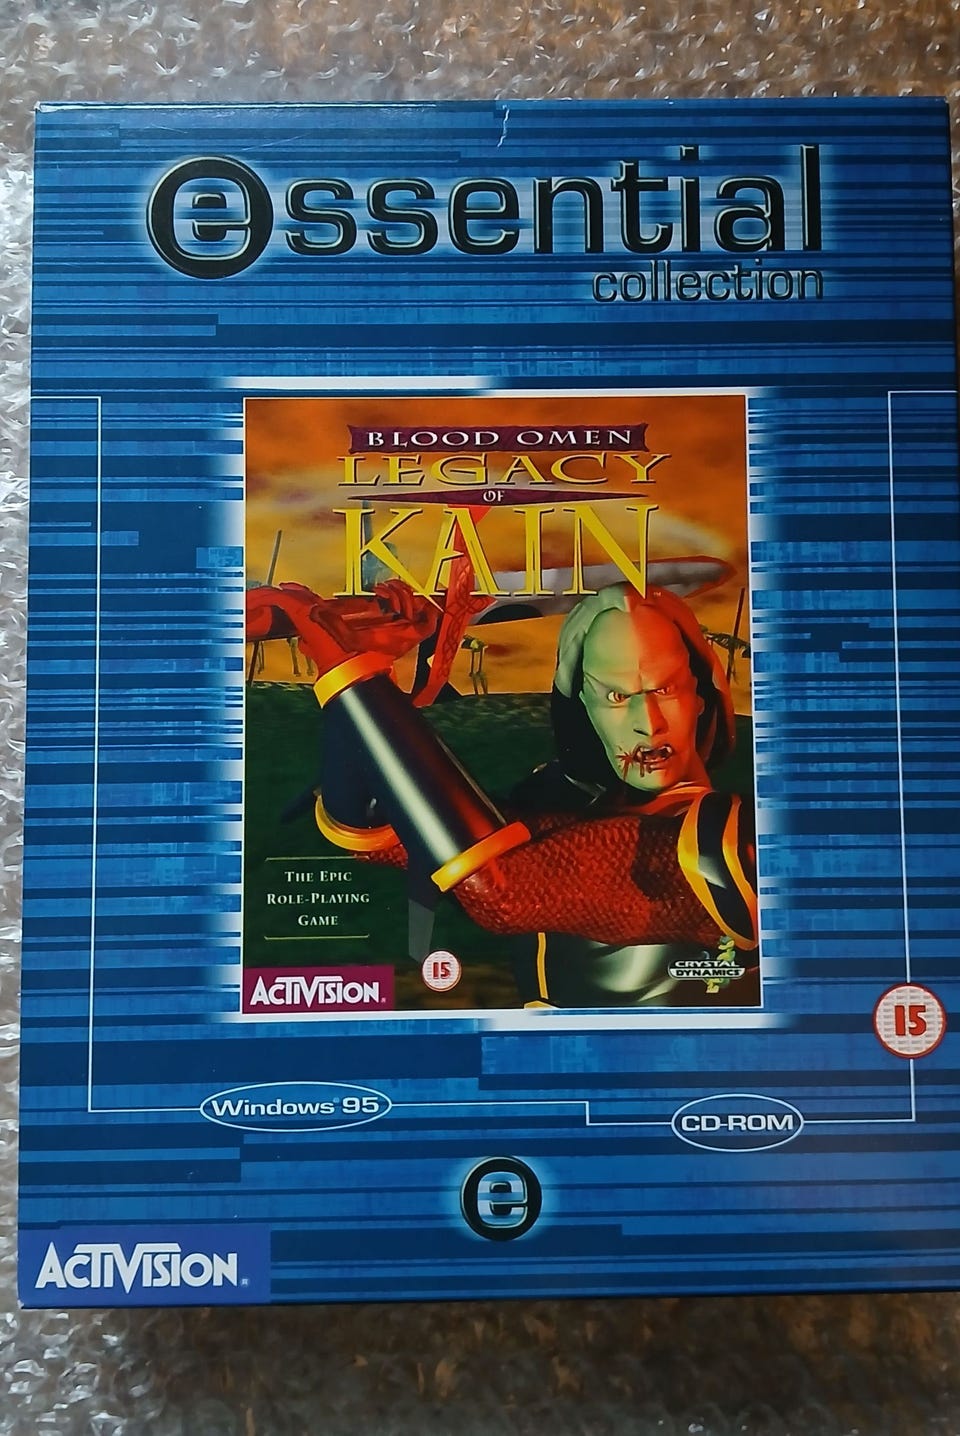 essential
collection
BLOOD OMEN
LEGACY
OF
KAIN™
THE EPIC
ROLE-PLAYING
GAME
ACTIVISION®
15
CRYSTAL
DYNAMICS
15
Windows® 95
CD-ROM
e
ACTIVISION®